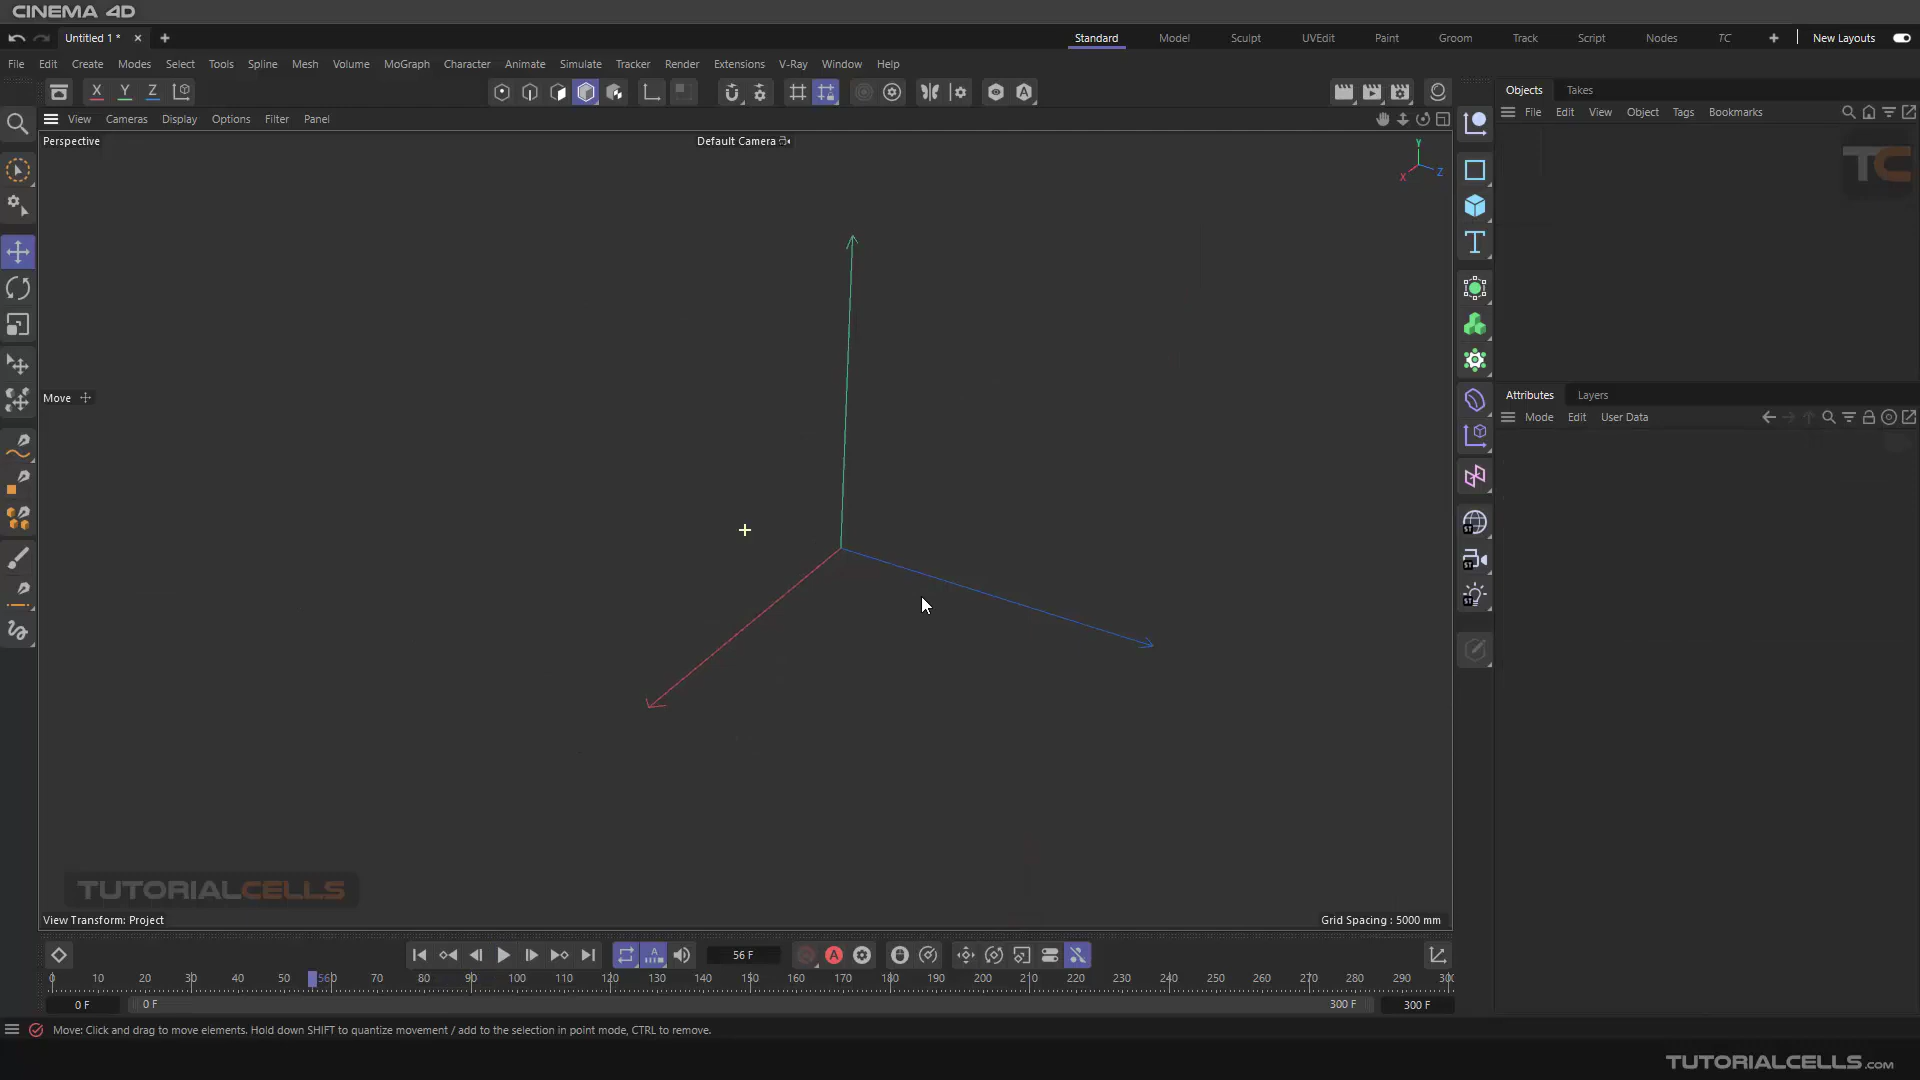 CINEMA 4D
Untitled 1 *
Standard Model Sculpt UVEdit Paint Groom Track Script Nodes TC New Layouts
File Edit Create Modes Select Tools Spline Mesh Volume MoGraph Character Animate Simulate Tracker Render Extensions V-Ray Window Help
X Y Z
Objects Takes
View Cameras Display Options Filter Panel
File Edit View Object Tags Bookmarks
Perspective
Default Camera
Y
X Z
TC
Move
Attributes Layers
Mode Edit User Data
ST
ST
ST
TUTORIALCELLS
View Transform: Project
Grid Spacing : 5000 mm
56 F
0 10 20 30 40 50 56 60 70 80 90 100 110 120 130 140 150 160 170 180 190 200 210 220 230 240 250 260 270 280 290 300
0 F 0 F 300 F 300 F
Move: Click and drag to move elements. Hold down SHIFT to quantize movement / add to the selection in point mode, CTRL to remove.
TUTORIALCELLS.com